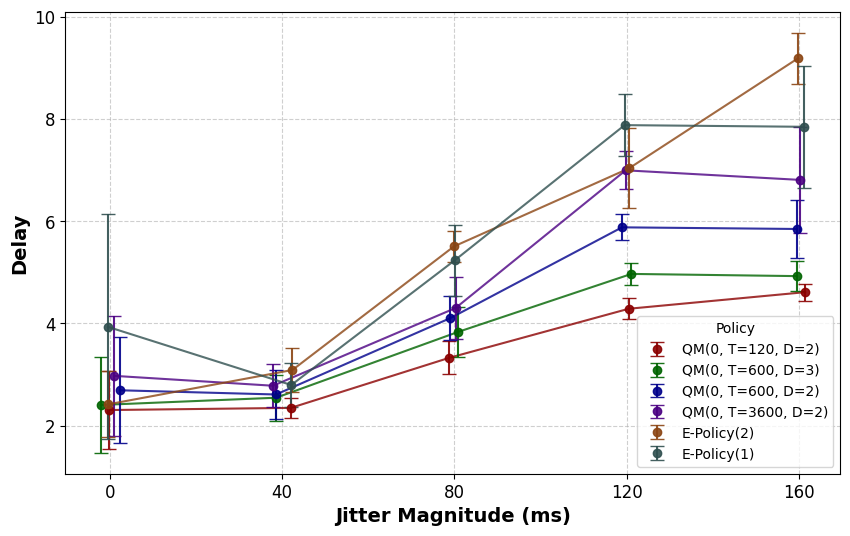 10
8
6
4
2
Delay
0
40
80
120
160
Jitter Magnitude (ms)
Policy
QM(0, T=120, D=2)
QM(0, T=600, D=3)
QM(0, T=600, D=2)
QM(0, T=3600, D=2)
E-Policy(2)
E-Policy(1)